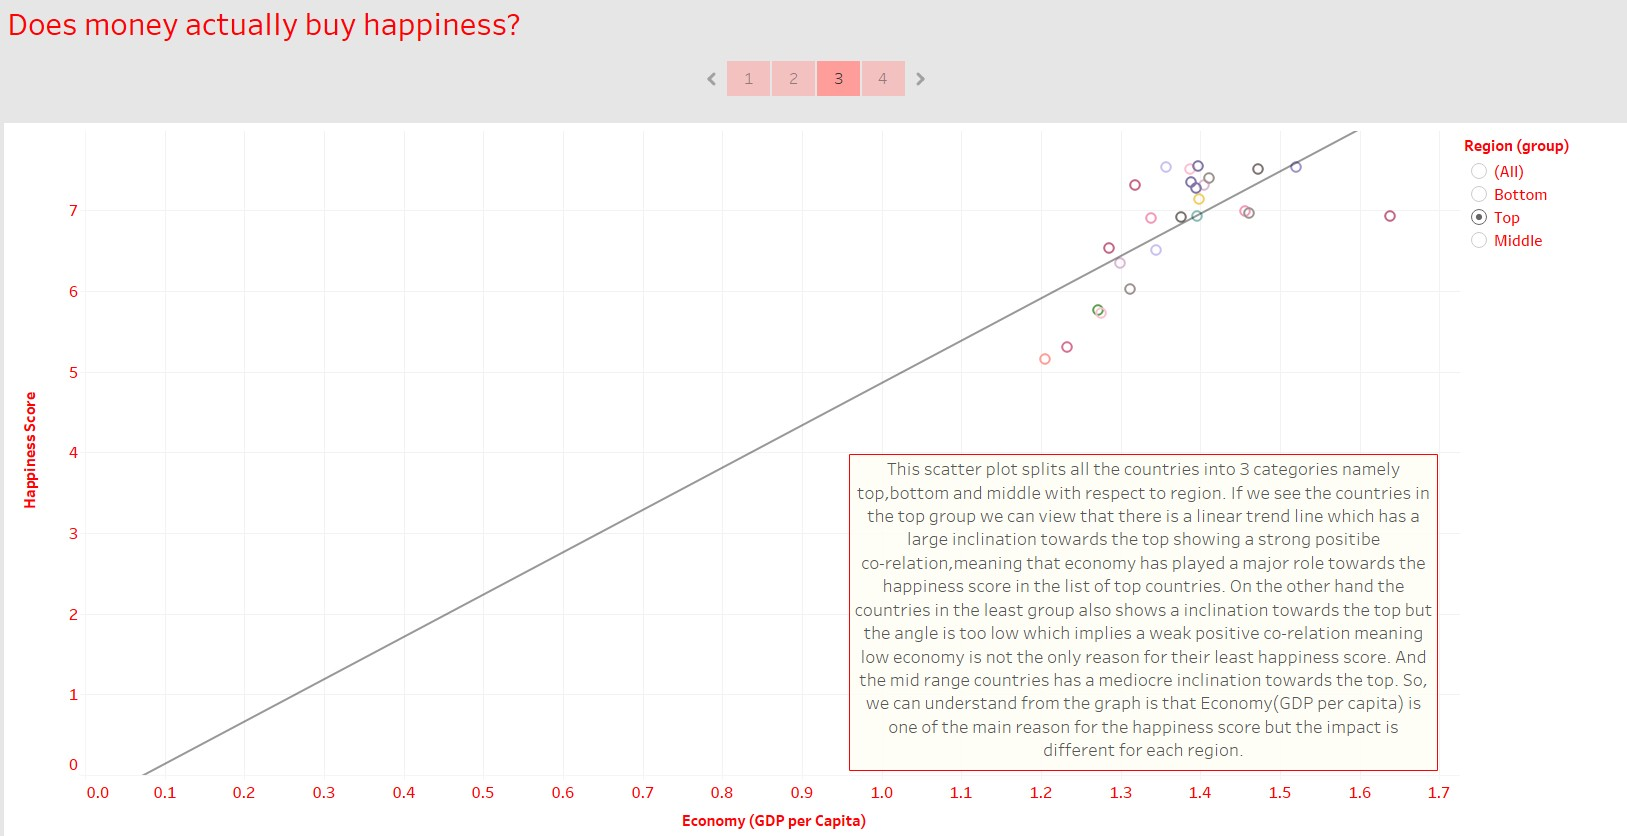 Does money actually buy happiness?
1 2 3 4
Region (group)
(All)
Bottom
Top
Middle
7
6
5
4
3
2
1
0
Happiness Score
This scatter plot splits all the countries into 3 categories namely
top,bottom and middle with respect to region. If we see the countries in
the top group we can view that there is a linear trend line which has a
large inclination towards the top showing a strong positibe
co-relation,meaning that economy has played a major role towards the
happiness score in the list of top countries. On the other hand the
countries in the least group also shows a inclination towards the top but
the angle is too low which implies a weak positive co-relation meaning
low economy is not the only reason for their least happiness score. And
the mid range countries has a mediocre inclination towards the top. So,
we can understand from the graph is that Economy(GDP per capita) is
one of the main reason for the happiness score but the impact is
different for each region.
0.0 0.1 0.2 0.3 0.4 0.5 0.6 0.7 0.8 0.9 1.0 1.1 1.2 1.3 1.4 1.5 1.6 1.7
Economy (GDP per Capita)